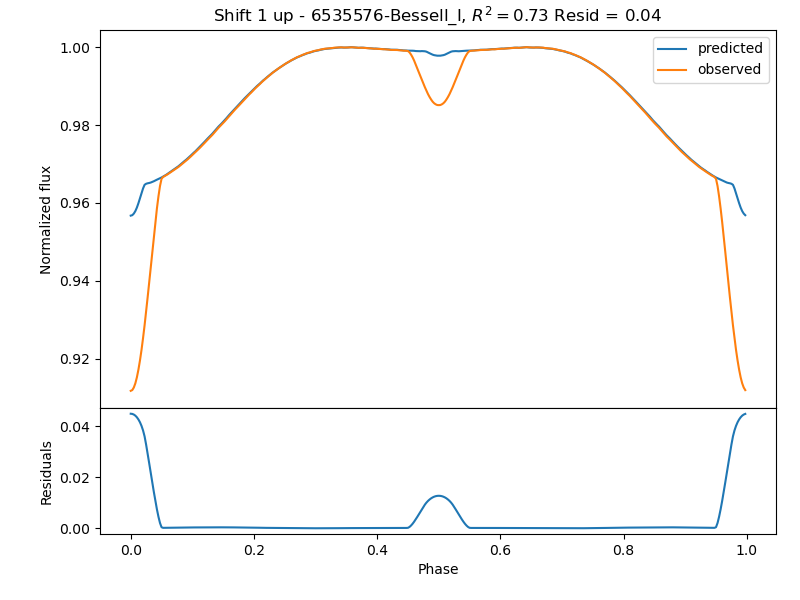 Shift 1 up - 6535576-Bessell_I, $R^2 = 0.73$ Resid = 0.04
predicted
observed
1.00
0.98
0.96
0.94
0.92
Normalized flux
0.04
0.02
0.00
Residuals
0.0 0.2 0.4 0.6 0.8 1.0
Phase